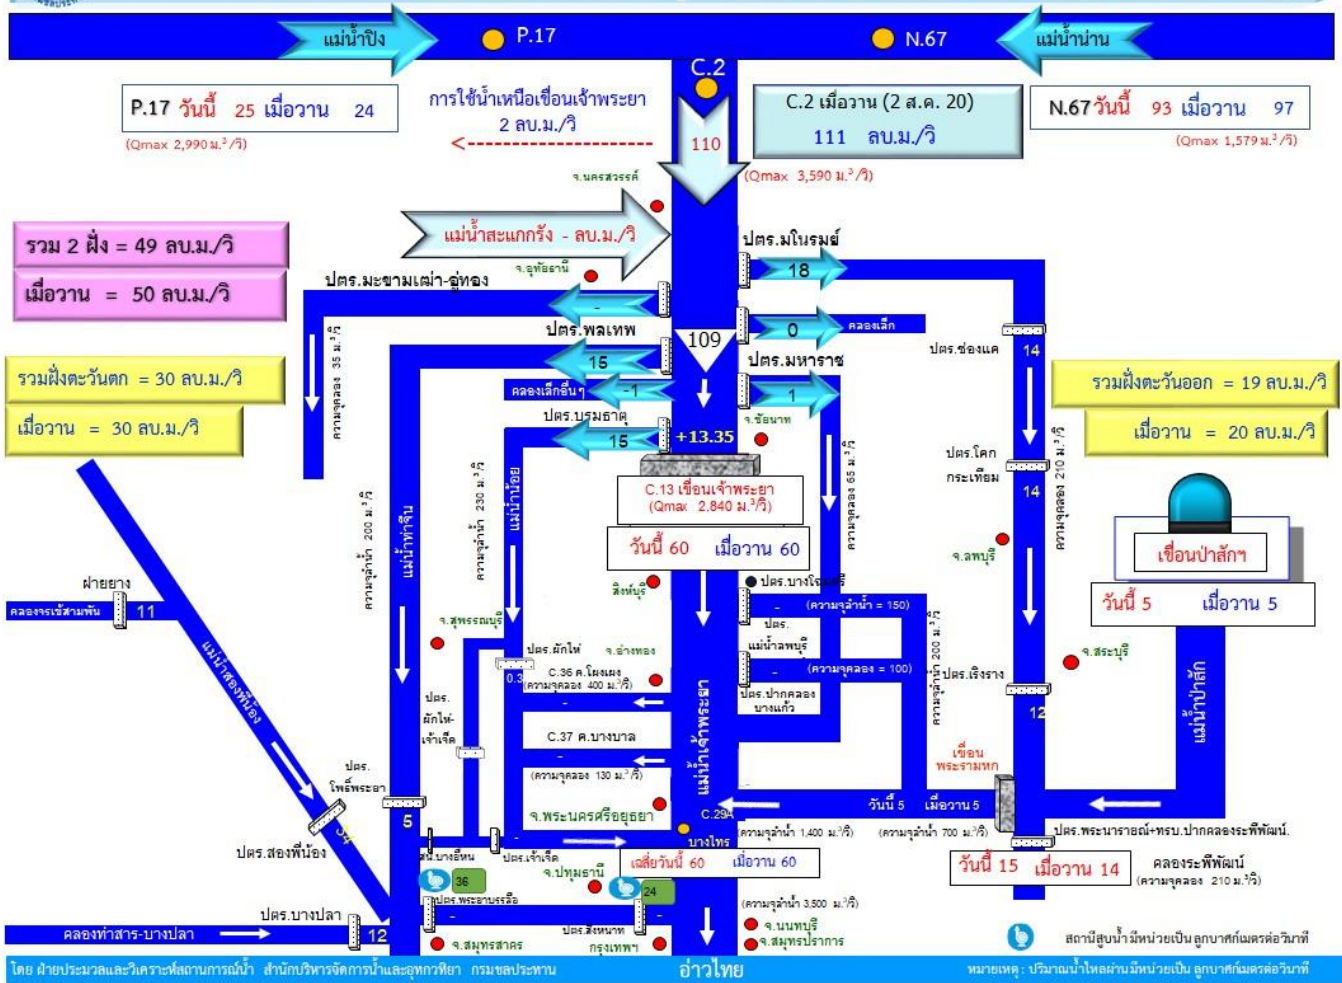 แม่น้ำปิง
P.17
N.67
แม่น้ำน่าน
C.2
P.17 วันนี้ 25 เมื่อวาน 24
(Qmax 2,990 ม.³/วิ)
การใช้น้ำเหนือเขื่อนเจ้าพระยา
2 ลบ.ม./วิ
110
C.2 เมื่อวาน (2 ส.ค. 20)
111 ลบ.ม./วิ
(Qmax 3,590 ม.³/วิ)
N.67 วันนี้ 93 เมื่อวาน 97
(Qmax 1,579 ม.³/วิ)
จ.นครสวรรค์
รวม 2 ฝั่ง = 49 ลบ.ม./วิ
เมื่อวาน = 50 ลบ.ม./วิ
แม่น้ำสะแกกรัง - ลบ.ม./วิ
จ.อุทัยธานี
ปตร.มโนรมย์
18
ปตร.มะขามเฒ่า-อู่ทอง
-
0
คลองเล็ก
ความจุคลอง 35 ม.³/วิ
ปตร.พลเทพ
15
109
ปตร.มหาราช
1
ปตร.ช่องแค
14
รวมฝั่งตะวันตก = 30 ลบ.ม./วิ
เมื่อวาน = 30 ลบ.ม./วิ
คลองเล็กอื่นๆ
-1
รวมฝั่งตะวันออก = 19 ลบ.ม./วิ
เมื่อวาน = 20 ลบ.ม./วิ
ปตร.บรมธาตุ
15
+13.35
จ.ชัยนาท
ปตร.โคก
กระเทียม
14
ความจุคลอง 210 ม.³/วิ
ความจุคลอง 65 ม.³/วิ
ความจุลำน้ำ 200 ม.³/วิ
แม่น้ำท่าจีน
ความจุลำน้ำ 230 ม.³/วิ
แม่น้ำน้อย
C.13 เขื่อนเจ้าพระยา
(Qmax 2,840 ม.³/วิ)
วันนี้ 60 เมื่อวาน 60
จ.ลพบุรี
เขื่อนป่าสักฯ
วันนี้ 5 เมื่อวาน 5
ฝายยาง
คลองจรเข้สามพัน
11
สิงห์บุรี
(ความจุลำน้ำ = 150)
-
ปตร.
แม่น้ำลพบุรี
(ความจุคลอง = 100)
-
ปตร.ปากคลอง
บางแก้ว
ความจุลำน้ำ 200 ม.³/วิ
จ.สุพรรณบุรี
ปตร.ผักไห่
0.3
จ.อ่างทอง
C.36 ค.โผงเผง
(ความจุคลอง 400 ม.³/วิ)
-
จ.สระบุรี
ปตร.เริงราง
12
แม่น้ำป่าสัก
แม่น้ำสองพี่น้อง
ปตร.
ผักไห่-
เจ้าเจ็ด
C.37 ค.บางบาล
-
(ความจุคลอง 130 ม.³/วิ)
แม่น้ำเจ้าพระยา
เขื่อน
พระรามหก
ปตร.
โพธิ์พระยา
5
จ.พระนครศรีอยุธยา
C.29A
บางไทร
วันนี้ 5 เมื่อวาน 5
(ความจุลำน้ำ 1,400 ม.³/วิ)
(ความจุลำน้ำ 700 ม.³/วิ)
ปตร.พระนารายณ์+ทรบ.ปากคลองระพีพัฒน์.
34
ปตร.สองพี่น้อง
สน.บางยี่หน
ปตร.เจ้าเจ็ด
-
เฉลี่ยวันนี้ 60 เมื่อวาน 60
วันนี้ 15 เมื่อวาน 14
คลองระพีพัฒน์
(ความจุคลอง 210 ม.³/วิ)
36
จ.ปทุมธานี
24
ปตร.พระยาบรรลือ
-
-
(ความจุลำน้ำ 3,500 ม.³/วิ)
ปตร.บางปลา
คลองท่าสาร-บางปลา
12
ปตร.สิงหนาท
จ.สมุทรสาคร
กรุงเทพฯ
จ.นนทบุรี
จ.สมุทรปราการ
สถานีสูบน้ำ มีหน่วยเป็น ลูกบาศก์เมตรต่อวินาที
โดย ฝ่ายประมวลและวิเคราะห์สถานการณ์น้ำ สำนักบริหารจัดการน้ำและอุทกวิทยา กรมชลประทาน
อ่าวไทย
หมายเหตุ : ปริมาณน้ำไหลผ่าน มีหน่วยเป็น ลูกบาศก์เมตรต่อวินาที